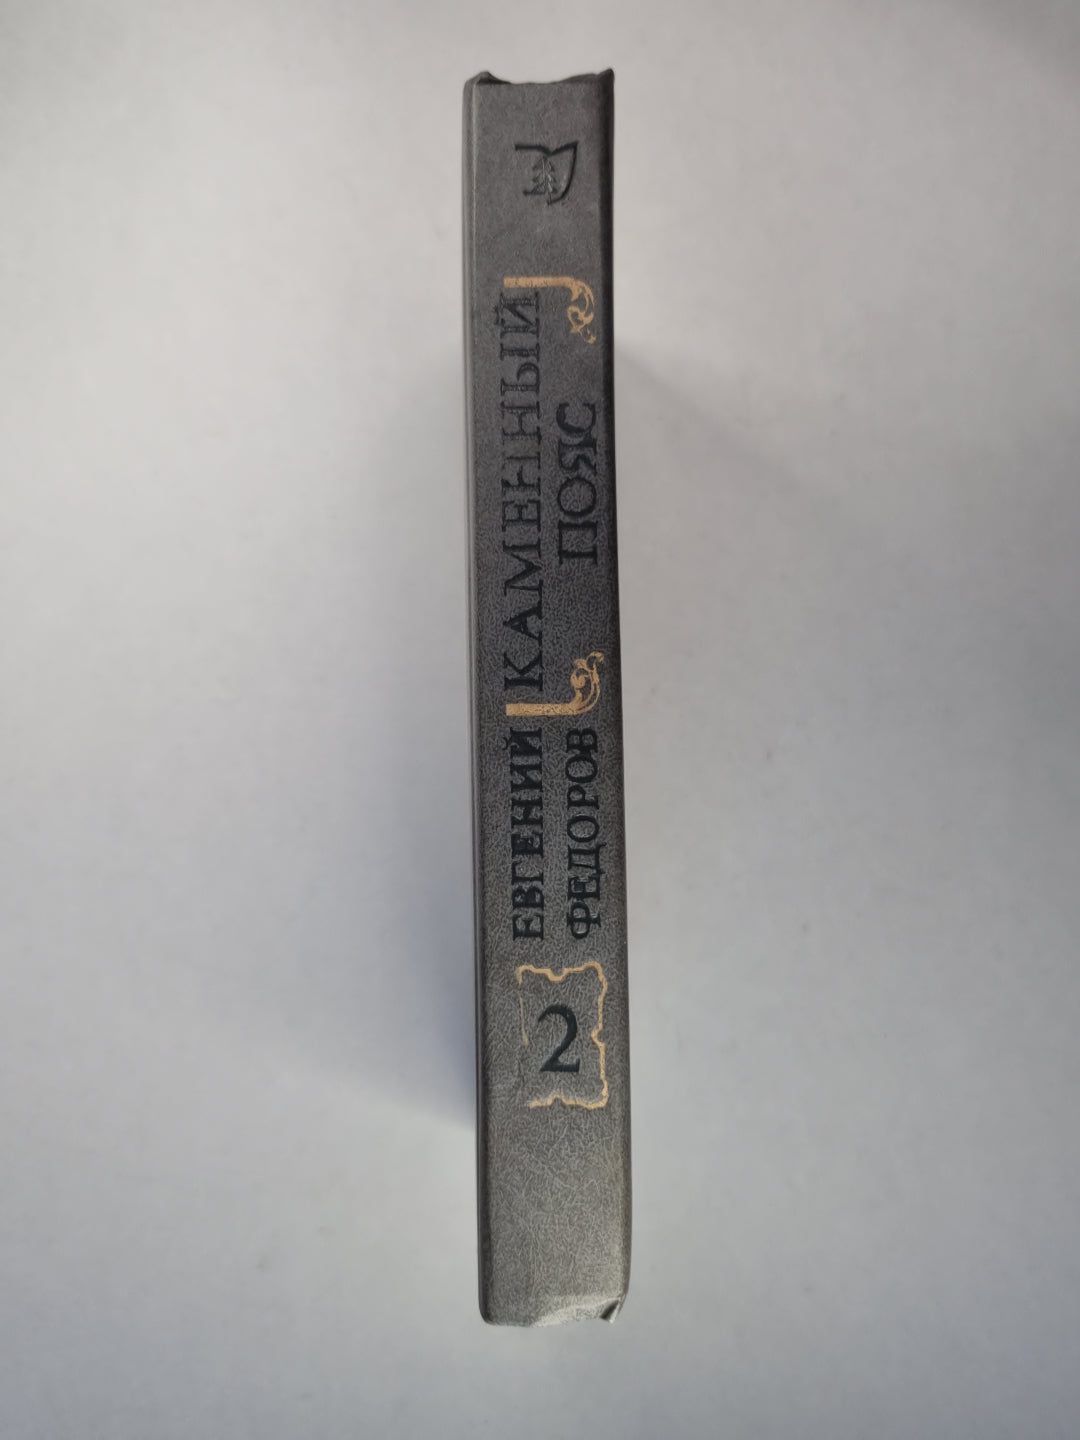 2
ЕВГЕНИЙ
ФЕДОРОВ
КАМЕННЫЙ
ПОЯС